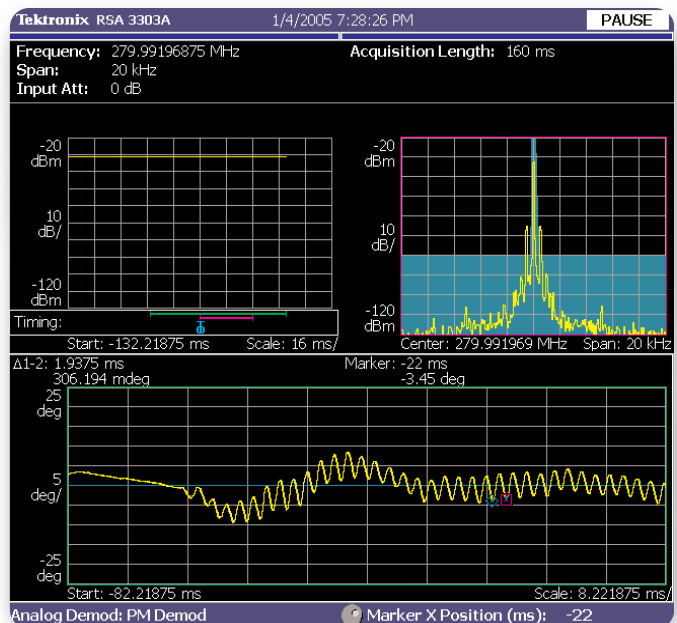 Tektronix RSA 3303A 1/4/2005 7:28:26 PM PAUSE
Frequency: 279.99196875 MHz Acquisition Length: 160 ms
Span: 20 kHz
Input Att: 0 dB
-20
dBm
10
dB/
-120
dBm
Timing:
Start: -132.21875 ms Scale: 16 ms/
-20
dBm
10
dB/
-120
dBm
Center: 279.991969 MHz Span: 20 kHz
Δ1-2: 1.9375 ms Marker: -22 ms
306.194 mdeg -3.45 deg
25
deg
5
deg/
-25
deg
Start: -82.21875 ms Scale: 8.221875 ms/
Analog Demod: PM Demod Marker X Position (ms): -22